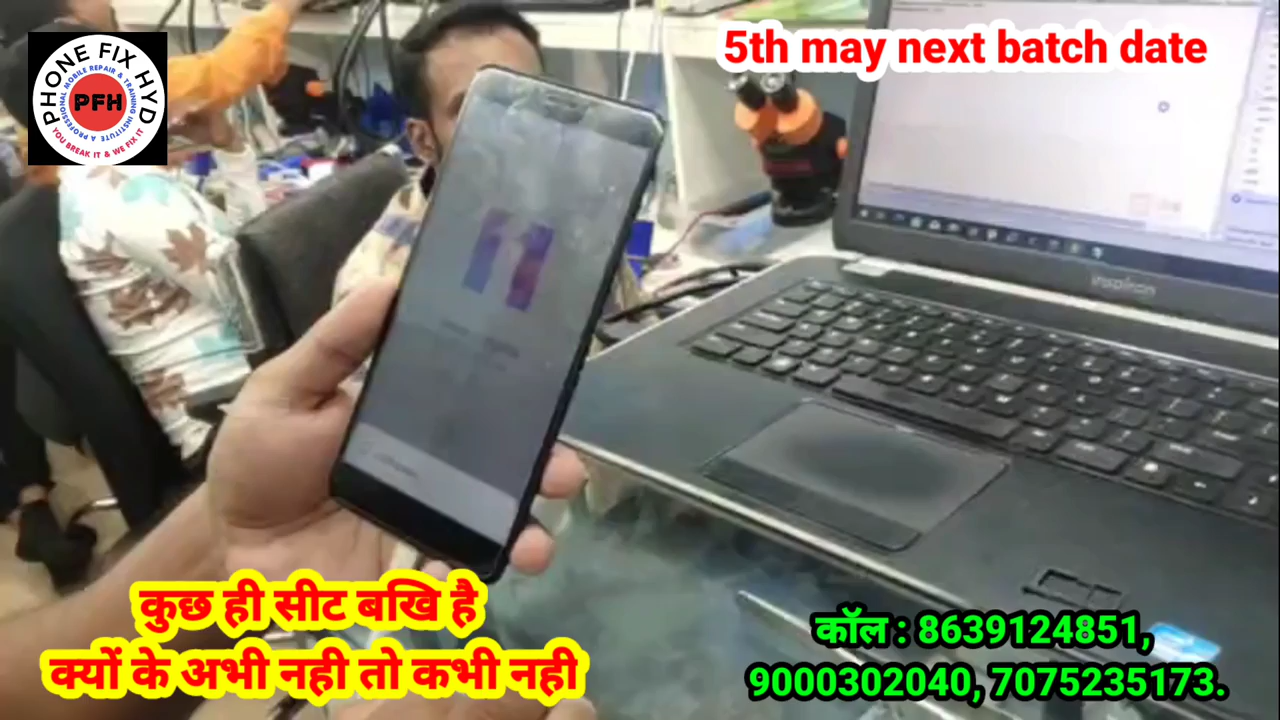 PHONE FIX HYD
A PROFESSIONAL MOBILE REPAIR & TRAINING INSTITUTE
PFH
YOU BREAK IT & WE FIX IT
5th may next batch date
11
inspiron
कुछ ही सीट बखि है
क्यों के अभी नही तो कभी नही
कॉल : 8639124851,
9000302040, 7075235173.